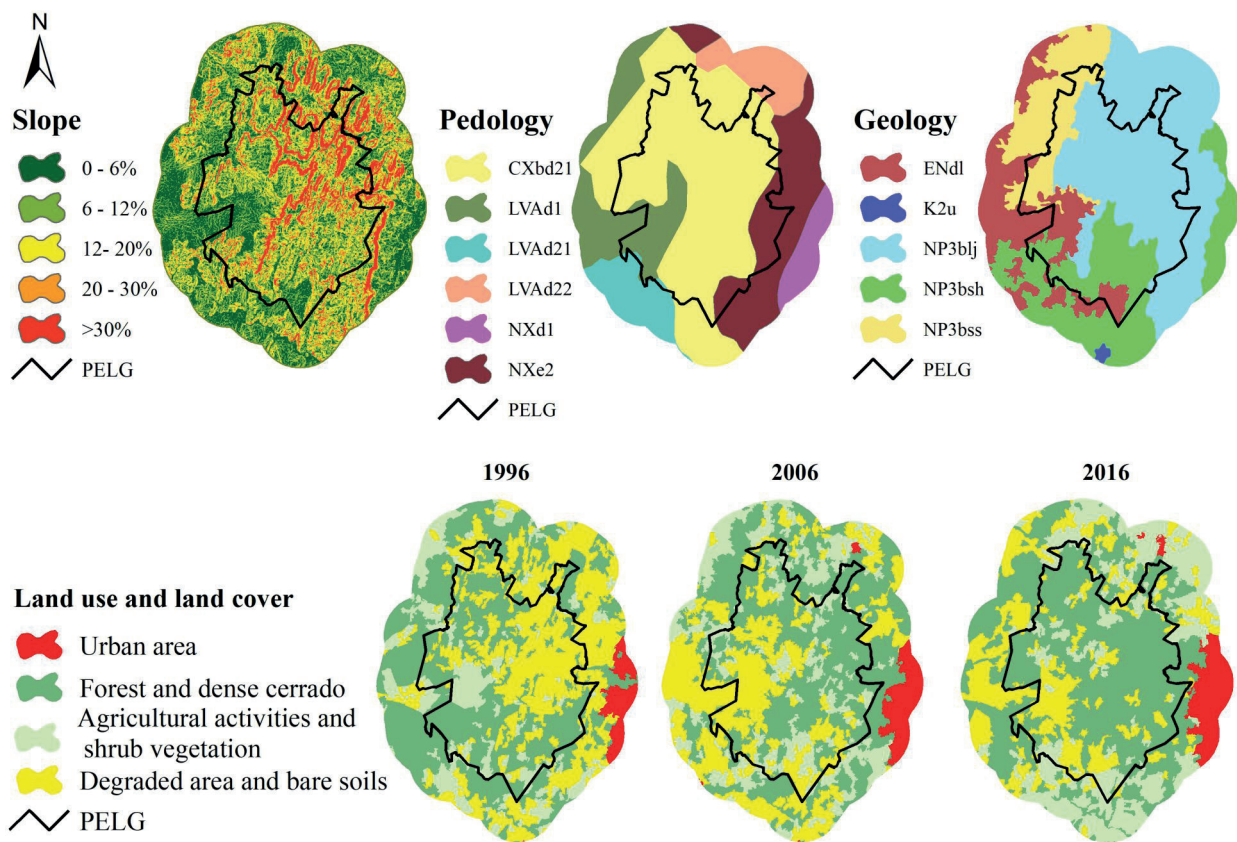 N
Slope
0 - 6%
6 - 12%
12- 20%
20 - 30%
>30%
PELG
Pedology
CXbd21
LVAd1
LVAd21
LVAd22
NXd1
NXe2
PELG
Geology
ENdl
K2u
NP3blj
NP3bsh
NP3bss
PELG
1996
2006
2016
Land use and land cover
Urban area
Forest and dense cerrado
Agricultural activities and
shrub vegetation
Degraded area and bare soils
PELG